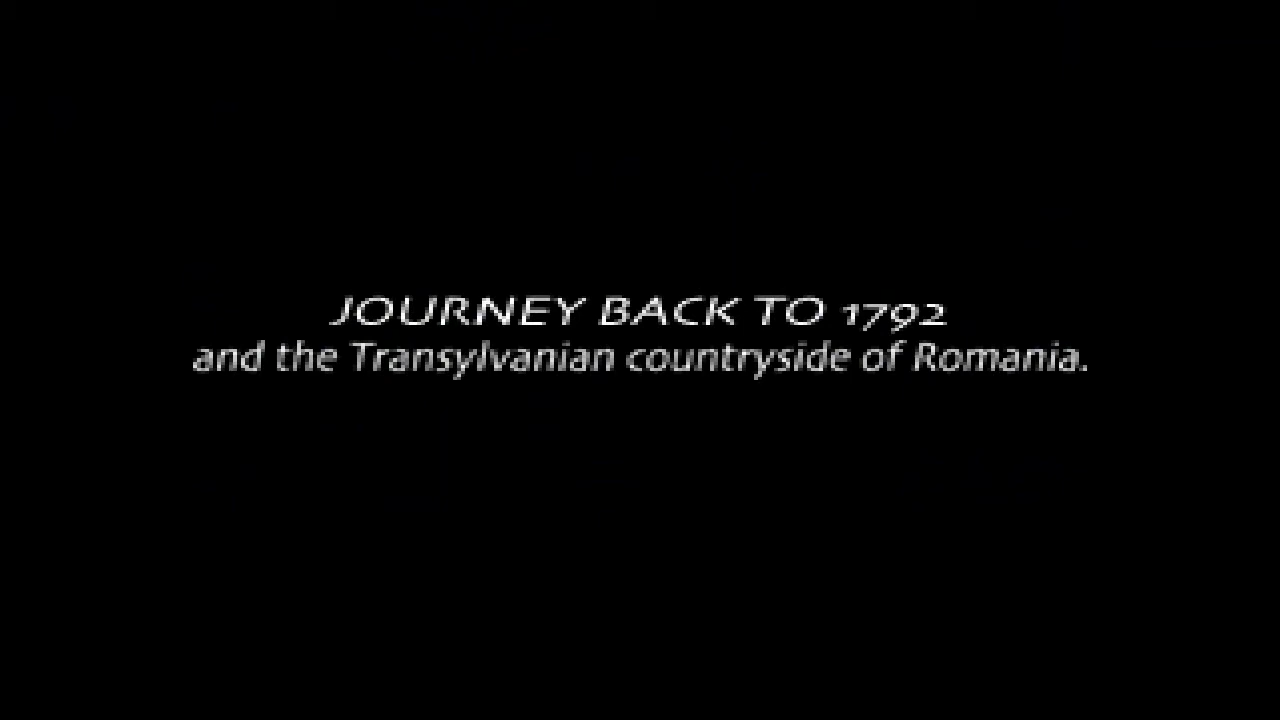 JOURNEY BACK TO 1792
and the Transylvanian countryside of Romania.